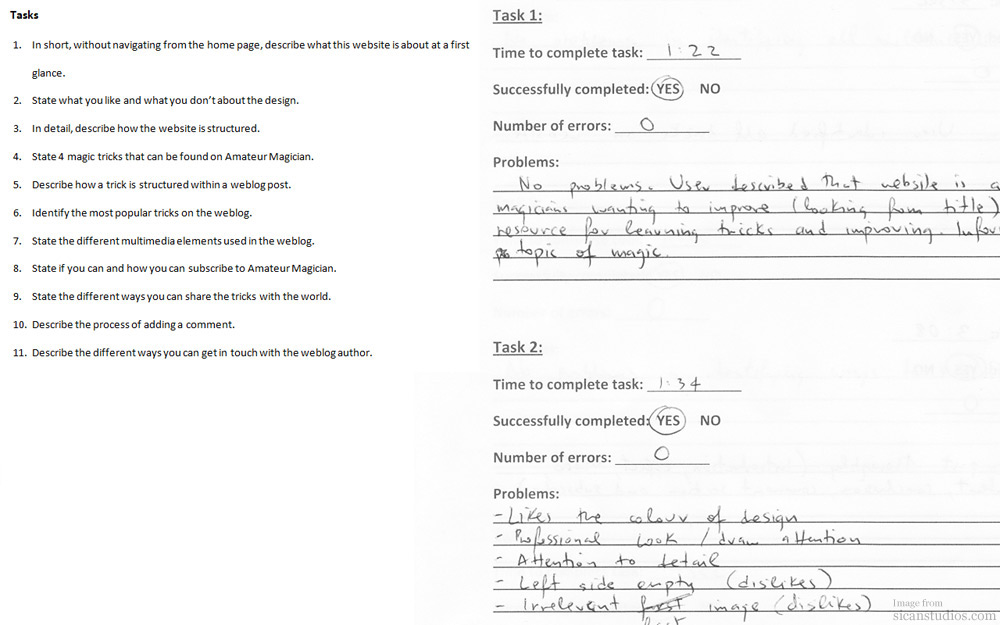 Tasks
1. In short, without navigating from the home page, describe what this website is about at a first
glance.
2. State what you like and what you don't about the design.
3. In detail, describe how the website is structured.
4. State 4 magic tricks that can be found on Amateur Magician.
5. Describe how a trick is structured within a weblog post.
6. Identify the most popular tricks on the weblog.
7. State the different multimedia elements used in the weblog.
8. State if you can and how you can subscribe to Amateur Magician.
9. State the different ways you can share the tricks with the world.
10. Describe the process of adding a comment.
11. Describe the different ways you can get in touch with the weblog author.
Task 1:
Time to complete task: 1:22
Successfully completed: YES NO
Number of errors: 0
Problems:
No problems. User described that website is a
magicians wanting to improve (looking from title)
resource for learning tricks and improving. Infor
topic of magic.
Task 2:
Time to complete task: 1:34
Successfully completed: YES NO
Number of errors: 0
Problems:
- Likes the colour of design
- Proffssional look / draw attention
- Attention to detail
- Left side empty (dislikes)
- Irrelevent image (dislikes)
Image from
sicanstudios.com